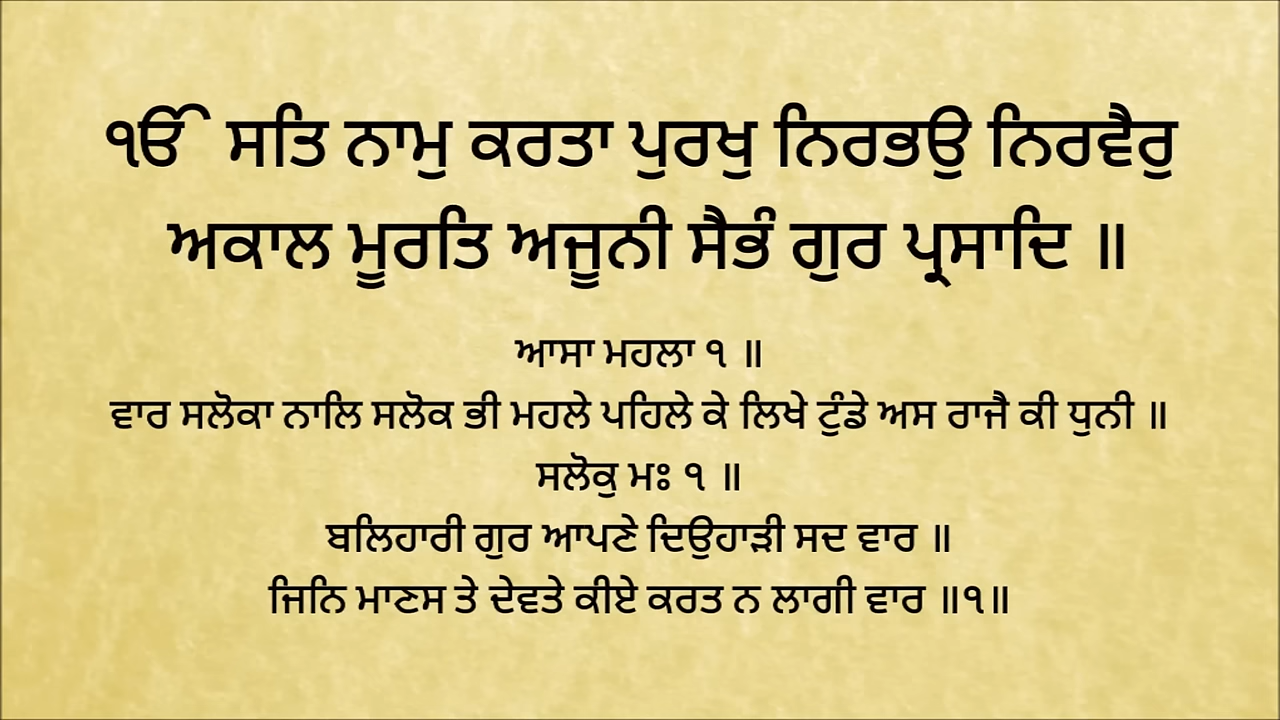 ੴ ਸਤਿ ਨਾਮੁ ਕਰਤਾ ਪੁਰਖੁ ਨਿਰਭਉ ਨਿਰਵੈਰੁ
ਅਕਾਲ ਮੂਰਤਿ ਅਜੂਨੀ ਸੈਭੰ ਗੁਰ ਪ੍ਰਸਾਦਿ ॥
ਆਸਾ ਮਹਲਾ ੧ ॥
ਵਾਰ ਸਲੋਕਾ ਨਾਲਿ ਸਲੋਕ ਭੀ ਮਹਲੇ ਪਹਿਲੇ ਕੇ ਲਿਖੇ ਟੁੰਡੇ ਅਸ ਰਾਜੈ ਕੀ ਧੁਨੀ ॥
ਸਲੋਕੁ ਮਃ ੧ ॥
ਬਲਿਹਾਰੀ ਗੁਰ ਆਪਣੇ ਦਿਉਹਾੜੀ ਸਦ ਵਾਰ ॥
ਜਿਨਿ ਮਾਣਸ ਤੇ ਦੇਵਤੇ ਕੀਏ ਕਰਤ ਨ ਲਾਗੀ ਵਾਰ ॥੧॥